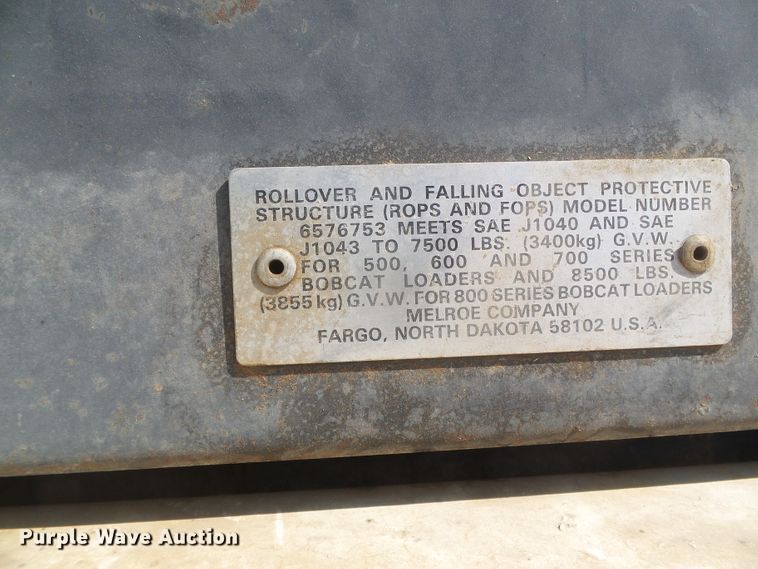 ROLLOVER AND FALLING OBJECT PROTECTIVE
STRUCTURE (ROPS AND FOPS) MODEL NUMBER
6576753 MEETS SAE J1040 AND SAE
J1043 TO 7500 LBS. (3400kg) G.V.W.
FOR 500, 600 AND 700 SERIES
BOBCAT LOADERS AND 8500 LBS.
(3855kg) G.V.W. FOR 800 SERIES BOBCAT LOADERS
MELROE COMPANY
FARGO, NORTH DAKOTA 58102 U.S.A.
Purple Wave Auction